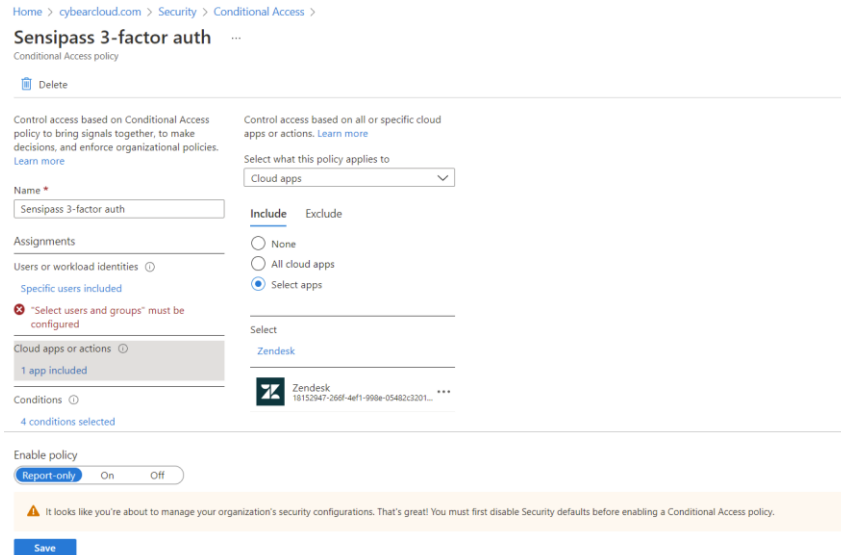 Home > cybearcloud.com > Security > Conditional Access >
Sensipass 3-factor auth ...
Conditional Access policy
Delete
Control access based on Conditional Access
policy to bring signals together, to make
decisions, and enforce organizational policies.
Learn more
Name *
Sensipass 3-factor auth
Assignments
Users or workload identities
Specific users included
"Select users and groups" must be
configured
Cloud apps or actions
1 app included
Conditions
4 conditions selected
Control access based on all or specific cloud
apps or actions. Learn more
Select what this policy applies to
Cloud apps
Include Exclude
None
All cloud apps
Select apps
Select
Zendesk
Zendesk
18152947-266f-4ef1-998e-05482c3201...
Enable policy
Report-only On Off
It looks like you're about to manage your organization's security configurations. That's great! You must first disable Security defaults before enabling a Conditional Access policy.
Save